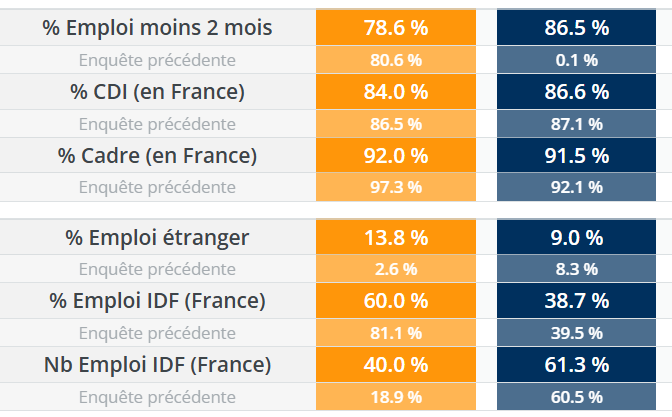 % Emploi moins 2 mois 78.6 % 86.5 %
Enquête précédente 80.6 % 0.1 %
% CDI (en France) 84.0 % 86.6 %
Enquête précédente 86.5 % 87.1 %
% Cadre (en France) 92.0 % 91.5 %
Enquête précédente 97.3 % 92.1 %
% Emploi étranger 13.8 % 9.0 %
Enquête précédente 2.6 % 8.3 %
% Emploi IDF (France) 60.0 % 38.7 %
Enquête précédente 81.1 % 39.5 %
Nb Emploi IDF (France) 40.0 % 61.3 %
Enquête précédente 18.9 % 60.5 %